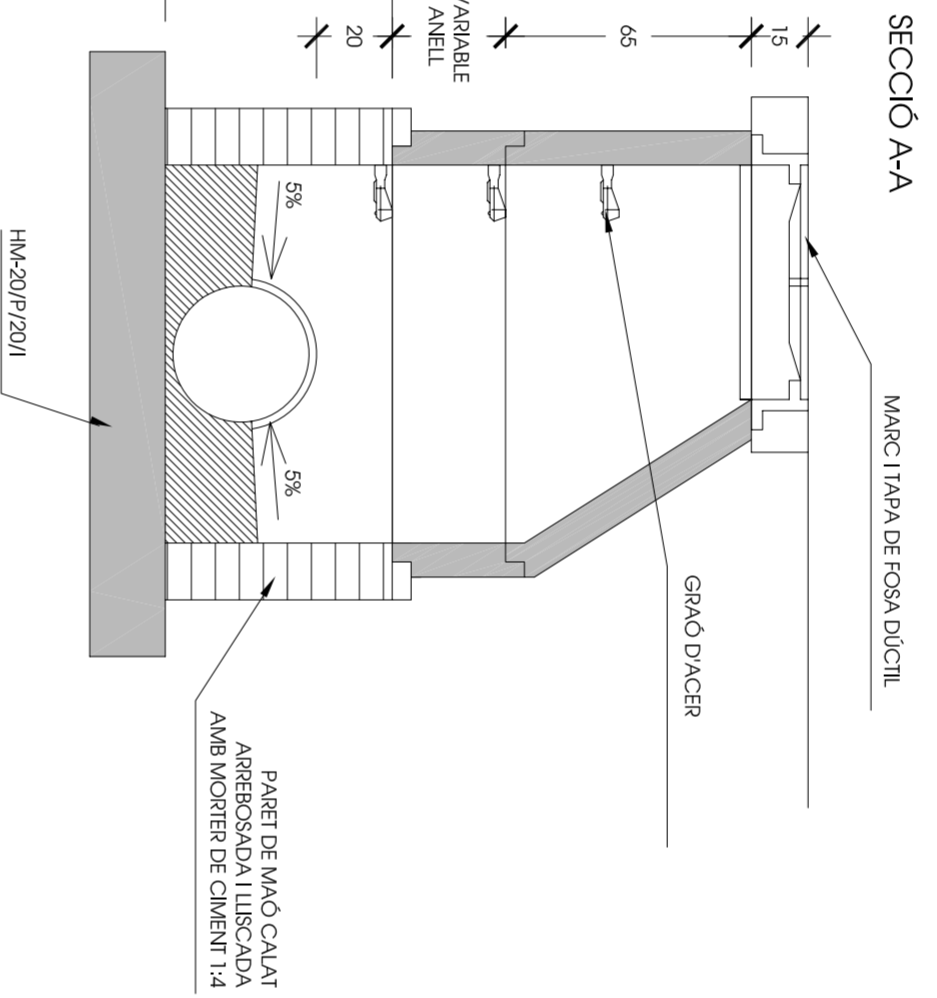 SECCIÓ A-A
MARC I TAPA DE FOSA DÚCTIL
15
65
GRAÓ D'ACER
VARIABLE
ANELL
20
5%
5%
PARET DE MAÓ CALAT
ARREBOSADA I LLISCADA
AMB MORTER DE CIMENT 1:4
HM-20/P/20/I